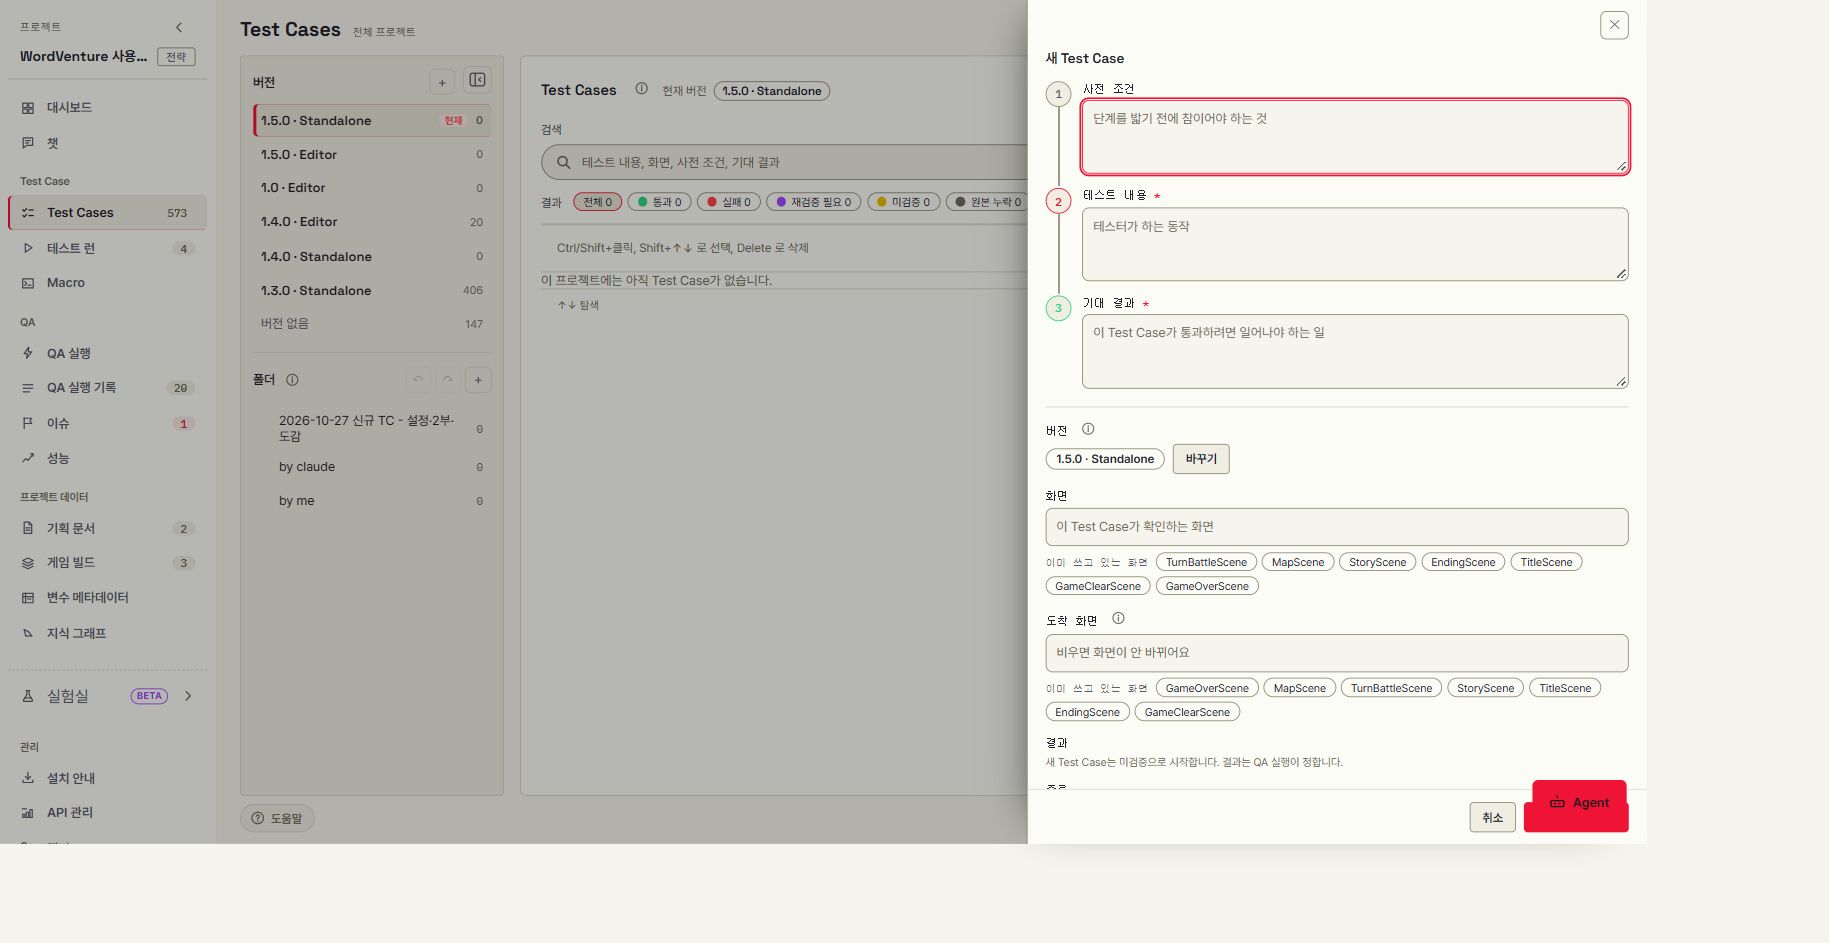 프로젝트
WordVenture 사용... 전략
대시보드
챗
Test Case
Test Cases 573
테스트 런 4
Macro
QA
QA 실행
QA 실행 기록 20
이슈 1
성능
프로젝트 데이터
기획 문서 2
게임 빌드 3
변수 메타데이터
지식 그래프
실험실 BETA
관리
설치 안내
API 관리
Test Cases 전체 프로젝트
버전 +
1.5.0 · Standalone 현재 0
1.5.0 · Editor 0
1.0 · Editor 0
1.4.0 · Editor 20
1.4.0 · Standalone 0
1.3.0 · Standalone 406
버전 없음 147
폴더 +
2026-10-27 신규 TC - 설정·2부·
도감 0
by claude 0
by me 0
도움말
Test Cases 현재 버전 1.5.0 · Standalone
검색
테스트 내용, 화면, 사전 조건, 기대 결과
결과 전체 0 통과 0 실패 0 재검증 필요 0 미검증 0 원본 누락 0
Ctrl/Shift+클릭, Shift+↑↓ 로 선택, Delete 로 삭제
이 프로젝트에는 아직 Test Case가 없습니다.
↑↓ 탐색
새 Test Case
1 사전 조건
단계를 밟기 전에 참이어야 하는 것
2 테스트 내용 *
테스터가 하는 동작
3 기대 결과 *
이 Test Case가 통과하려면 일어나야 하는 일
버전
1.5.0 · Standalone 바꾸기
화면
이 Test Case가 확인하는 화면
이미 쓰고 있는 화면 TurnBattleScene MapScene StoryScene EndingScene TitleScene
GameClearScene GameOverScene
도착 화면
비우면 화면이 안 바뀌어요
이미 쓰고 있는 화면 GameOverScene MapScene TurnBattleScene StoryScene TitleScene
EndingScene GameClearScene
결과
새 Test Case는 미검증으로 시작합니다. 결과는 QA 실행이 정합니다.
취소 Agent